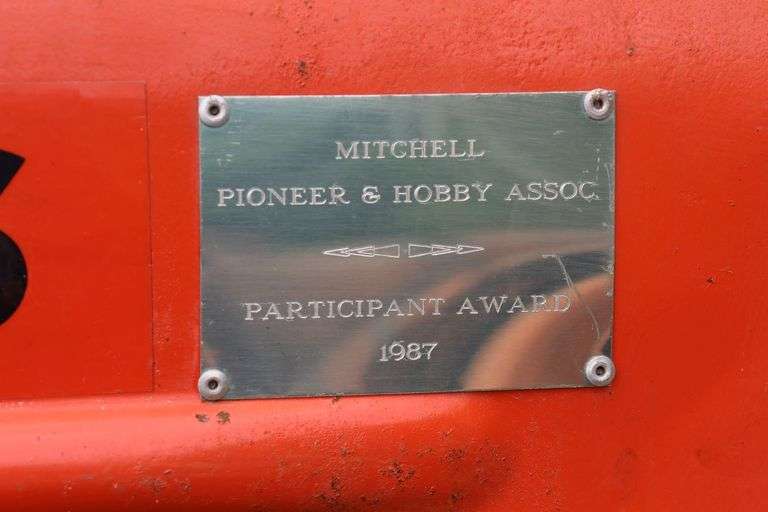 MITCHELL
PIONEER & HOBBY ASSOC.
PARTICIPANT AWARD
1987